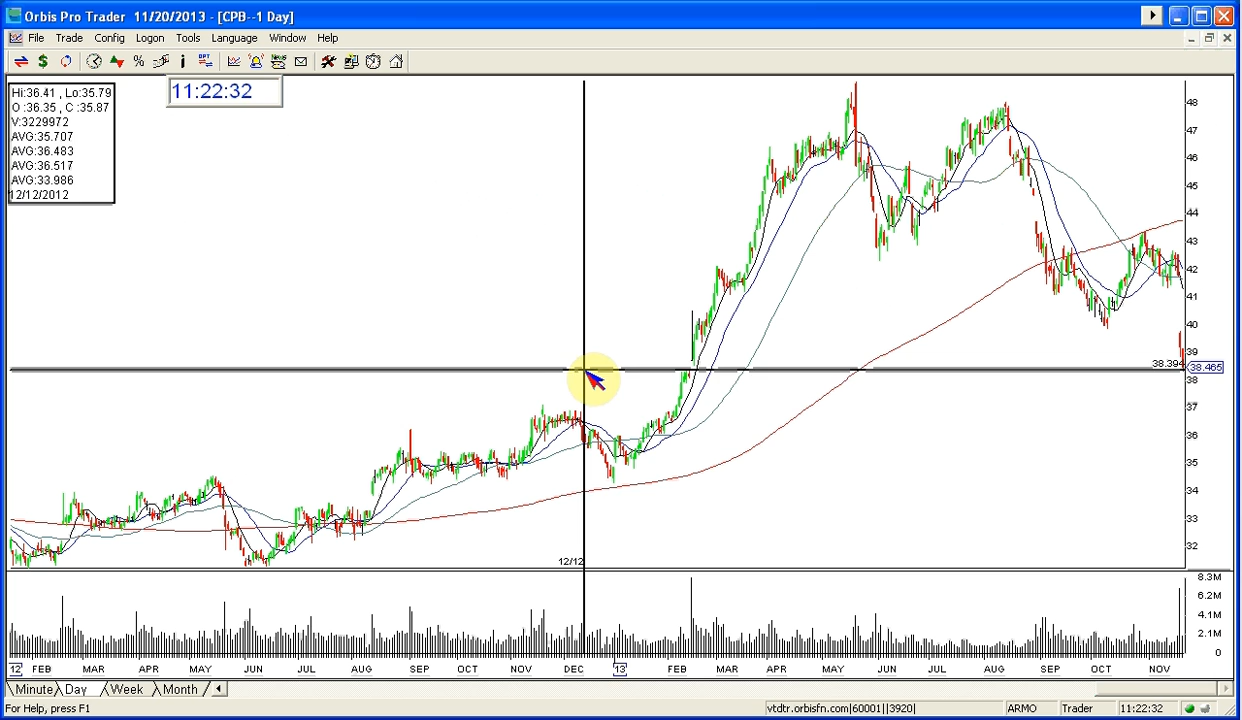 Orbis Pro Trader 11/20/2013 - [CPB--1 Day]
File Trade Config Logon Tools Language Window Help
11:22:32
Hi:36.41 , Lo:35.79
O :36.35 , C :35.87
V:3229972
AVG:35.707
AVG:36.483
AVG:36.517
AVG:33.986
12/12/2012
48
47
46
45
44
43
42
41
40
39
38.394
38.465
38
37
36
35
34
33
32
12/12
8.3M
6.2M
4.1M
2.1M
0
12 FEB MAR APR MAY JUN JUL AUG SEP OCT NOV DEC 13 FEB MAR APR MAY JUN JUL AUG SEP OCT NOV
Minute Day Week Month
For Help, press F1
vtdtr.orbisfn.com|60001||3920|
ARMO
Trader
11:22:32